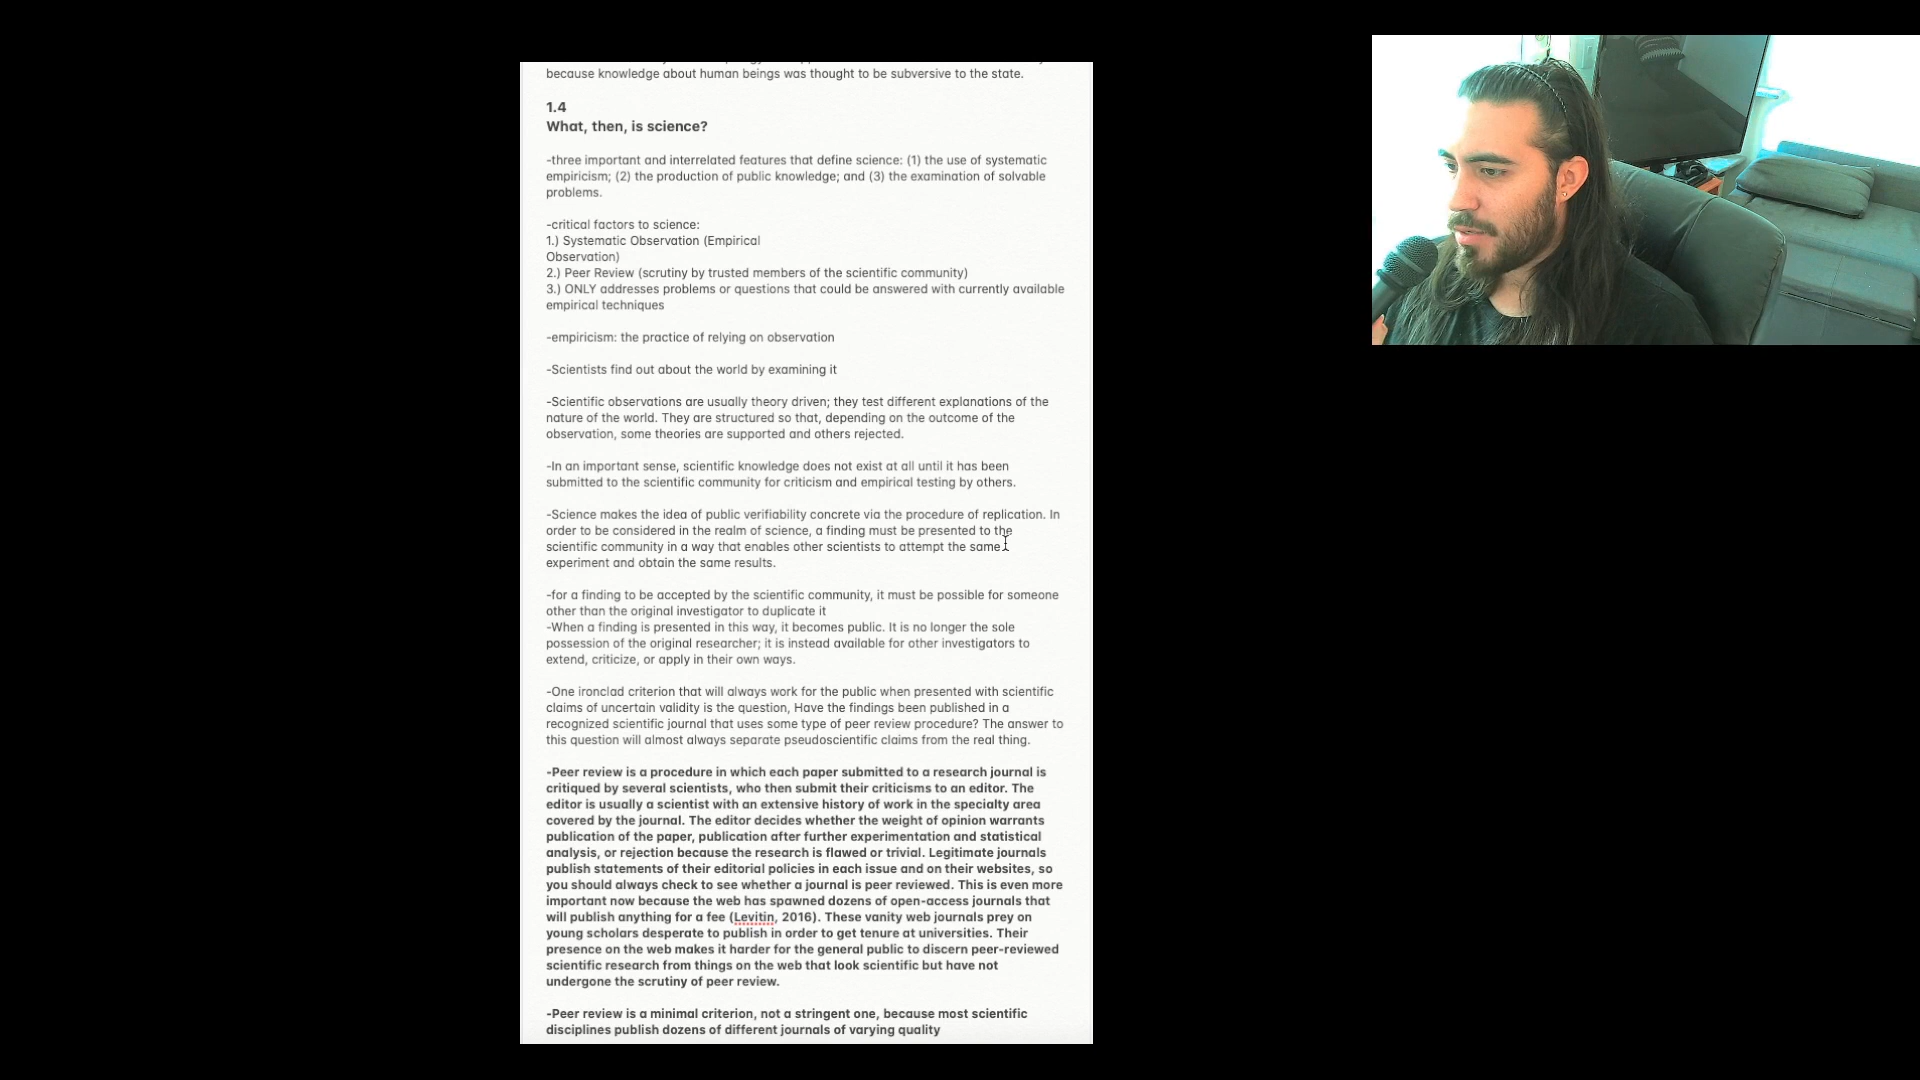 because knowledge about human beings was thought to be subversive to the state.
1.4
What, then, is science?
-three important and interrelated features that define science: (1) the use of systematic
empiricism; (2) the production of public knowledge; and (3) the examination of solvable
problems.
-critical factors to science:
1.) Systematic Observation (Empirical
Observation)
2.) Peer Review (scrutiny by trusted members of the scientific community)
3.) ONLY addresses problems or questions that could be answered with currently available
empirical techniques
-empiricism: the practice of relying on observation
-Scientists find out about the world by examining it
-Scientific observations are usually theory driven; they test different explanations of the
nature of the world. They are structured so that, depending on the outcome of the
observation, some theories are supported and others rejected.
-In an important sense, scientific knowledge does not exist at all until it has been
submitted to the scientific community for criticism and empirical testing by others.
-Science makes the idea of public verifiability concrete via the procedure of replication. In
order to be considered in the realm of science, a finding must be presented to the
scientific community in a way that enables other scientists to attempt the same
experiment and obtain the same results.
-for a finding to be accepted by the scientific community, it must be possible for someone
other than the original investigator to duplicate it
-When a finding is presented in this way, it becomes public. It is no longer the sole
possession of the original researcher; it is instead available for other investigators to
extend, criticize, or apply in their own ways.
-One ironclad criterion that will always work for the public when presented with scientific
claims of uncertain validity is the question, Have the findings been published in a
recognized scientific journal that uses some type of peer review procedure? The answer to
this question will almost always separate pseudoscientific claims from the real thing.
-Peer review is a procedure in which each paper submitted to a research journal is
critiqued by several scientists, who then submit their criticisms to an editor. The
editor is usually a scientist with an extensive history of work in the specialty area
covered by the journal. The editor decides whether the weight of opinion warrants
publication of the paper, publication after further experimentation and statistical
analysis, or rejection because the research is flawed or trivial. Legitimate journals
publish statements of their editorial policies in each issue and on their websites, so
you should always check to see whether a journal is peer reviewed. This is even more
important now because the web has spawned dozens of open-access journals that
will publish anything for a fee (Levitin, 2016). These vanity web journals prey on
young scholars desperate to publish in order to get tenure at universities. Their
presence on the web makes it harder for the general public to discern peer-reviewed
scientific research from things on the web that look scientific but have not
undergone the scrutiny of peer review.
-Peer review is a minimal criterion, not a stringent one, because most scientific
disciplines publish dozens of different journals of varying quality